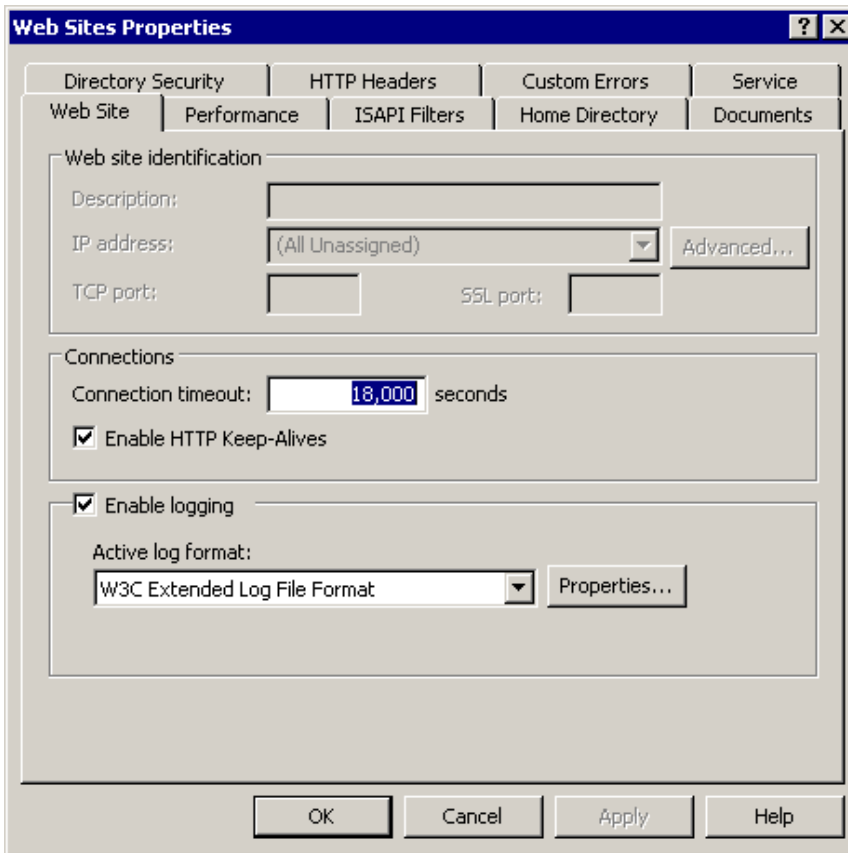 Web Sites Properties
Directory Security HTTP Headers Custom Errors Service
Web Site Performance ISAPI Filters Home Directory Documents
Web site identification
Description:
IP address: (All Unassigned) Advanced...
TCP port: SSL port:
Connections
Connection timeout: 18,000 seconds
Enable HTTP Keep-Alives
Enable logging
Active log format:
W3C Extended Log File Format Properties...
OK Cancel Apply Help